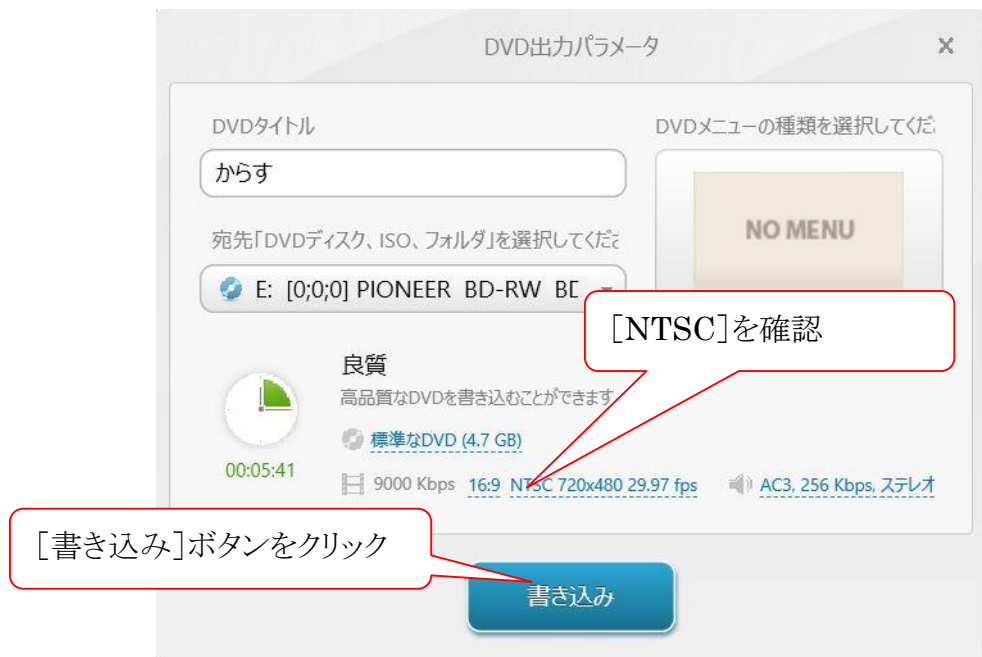 DVD出力パラメータ
DVDタイトル
DVDメニューの種類を選択してくだ
からす
NO MENU
宛先「DVDディスク、ISO、フォルダ」を選択してくださ
E: [0;0;0] PIONEER BD-RW
［NTSC］を確認
良質
高品質なDVDを書き込むことができます
標準なDVD (4.7 GB)
00:05:41
9000 Kbps 16:9 NTSC 720x480 29.97 fps AC3, 256 Kbps, ステレオ
［書き込み］ボタンをクリック
書き込み